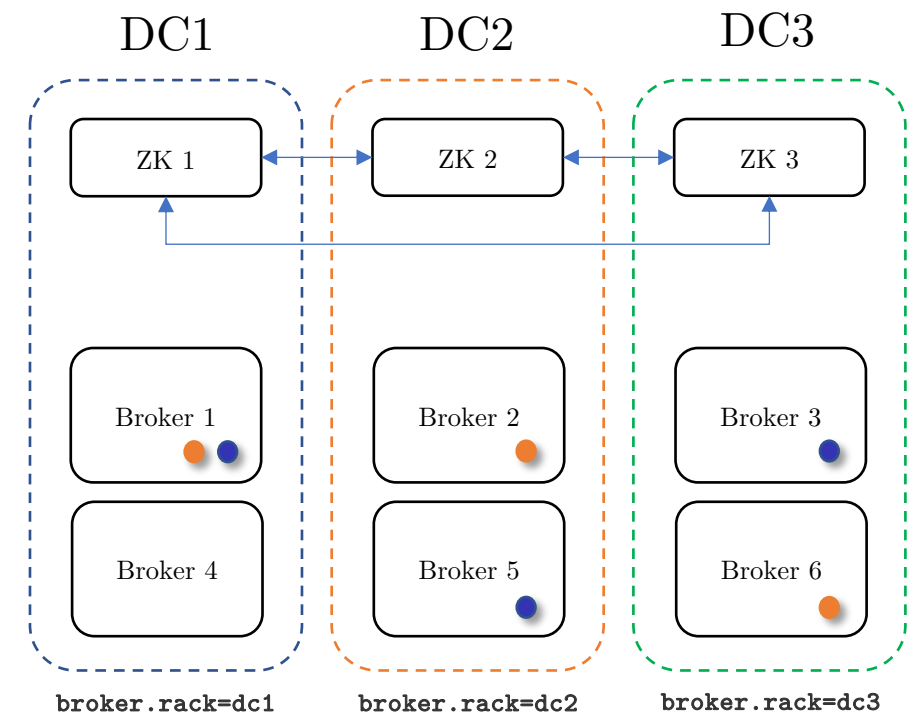 DC1 DC2 DC3
ZK 1 ZK 2 ZK 3
Broker 1 Broker 2 Broker 3
Broker 4 Broker 5 Broker 6
broker.rack=dc1 broker.rack=dc2 broker.rack=dc3